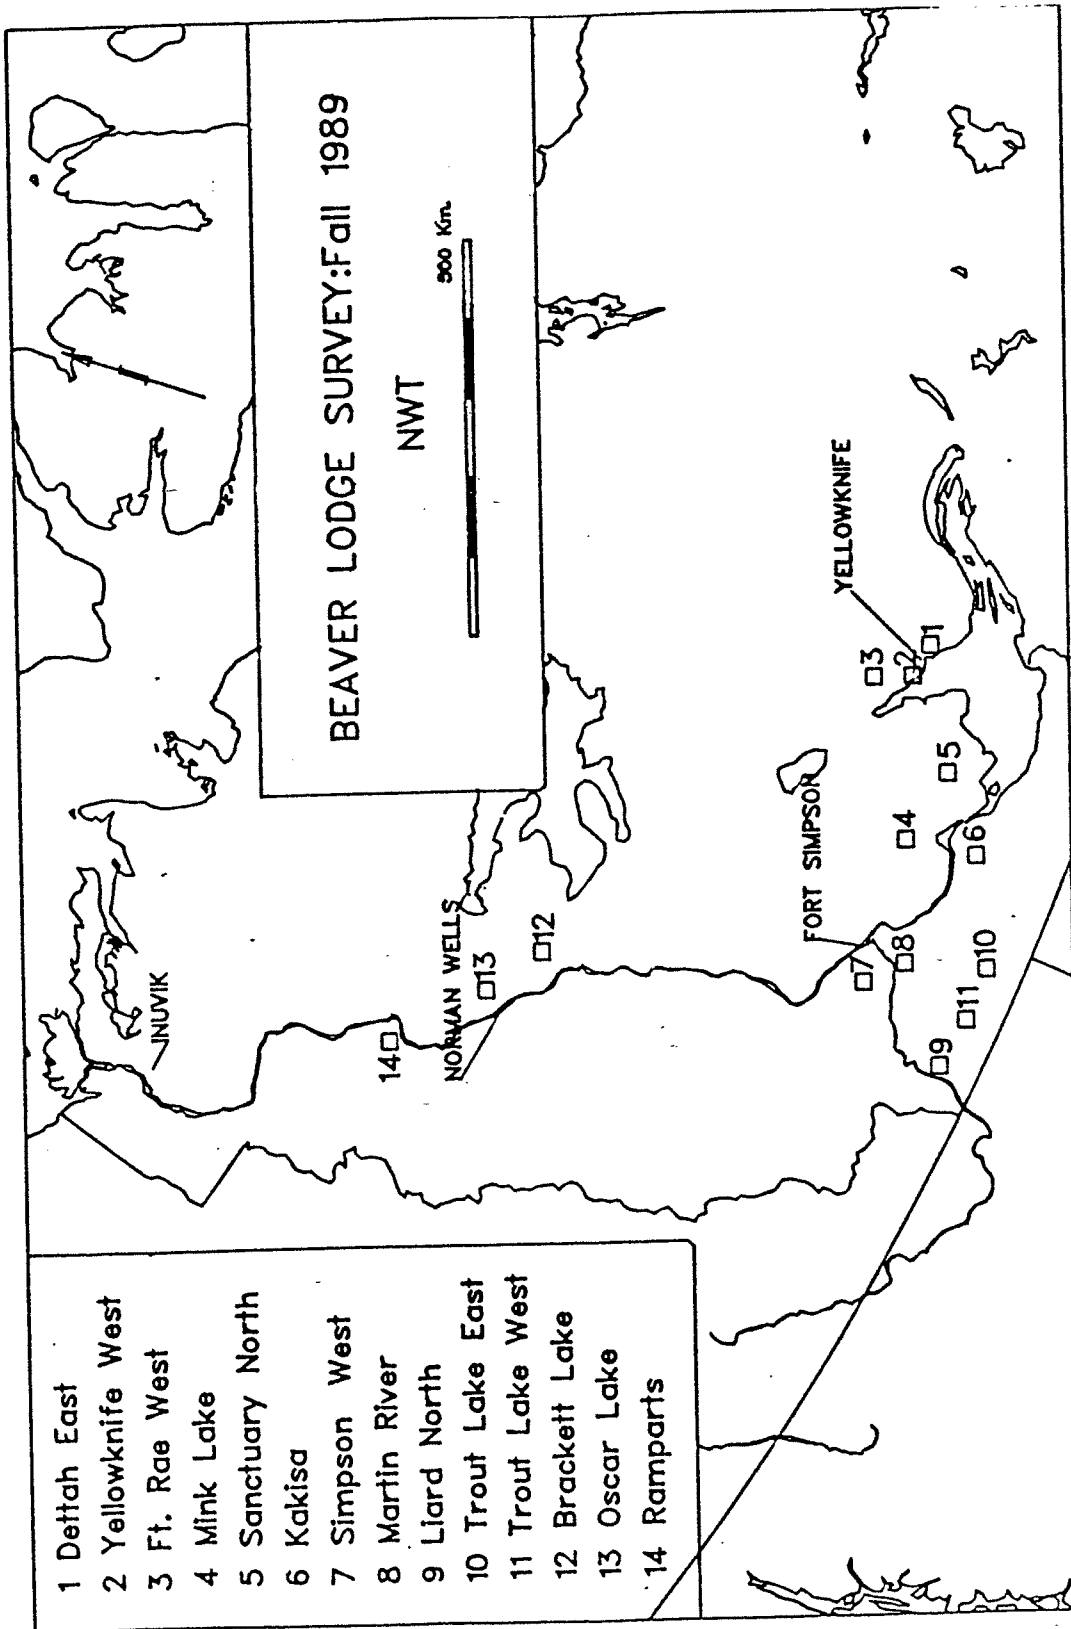 BEAVER LODGE SURVEY:Fall 1989
NWT
300 Km.
1 Dettah East
2 Yellowknife West
3 Ft. Rae West
4 Mink Lake
5 Sanctuary North
6 Kakisa
7 Simpson West
8 Martin River
9 Liard North
10 Trout Lake East
11 Trout Lake West
12 Brackett Lake
13 Oscar Lake
14 Ramparts
INUVIK
NORMAN WELLS
FORT SIMPSON
YELLOWKNIFE
14
13
12
3
2
1
5
4
6
7
8
10
11
9